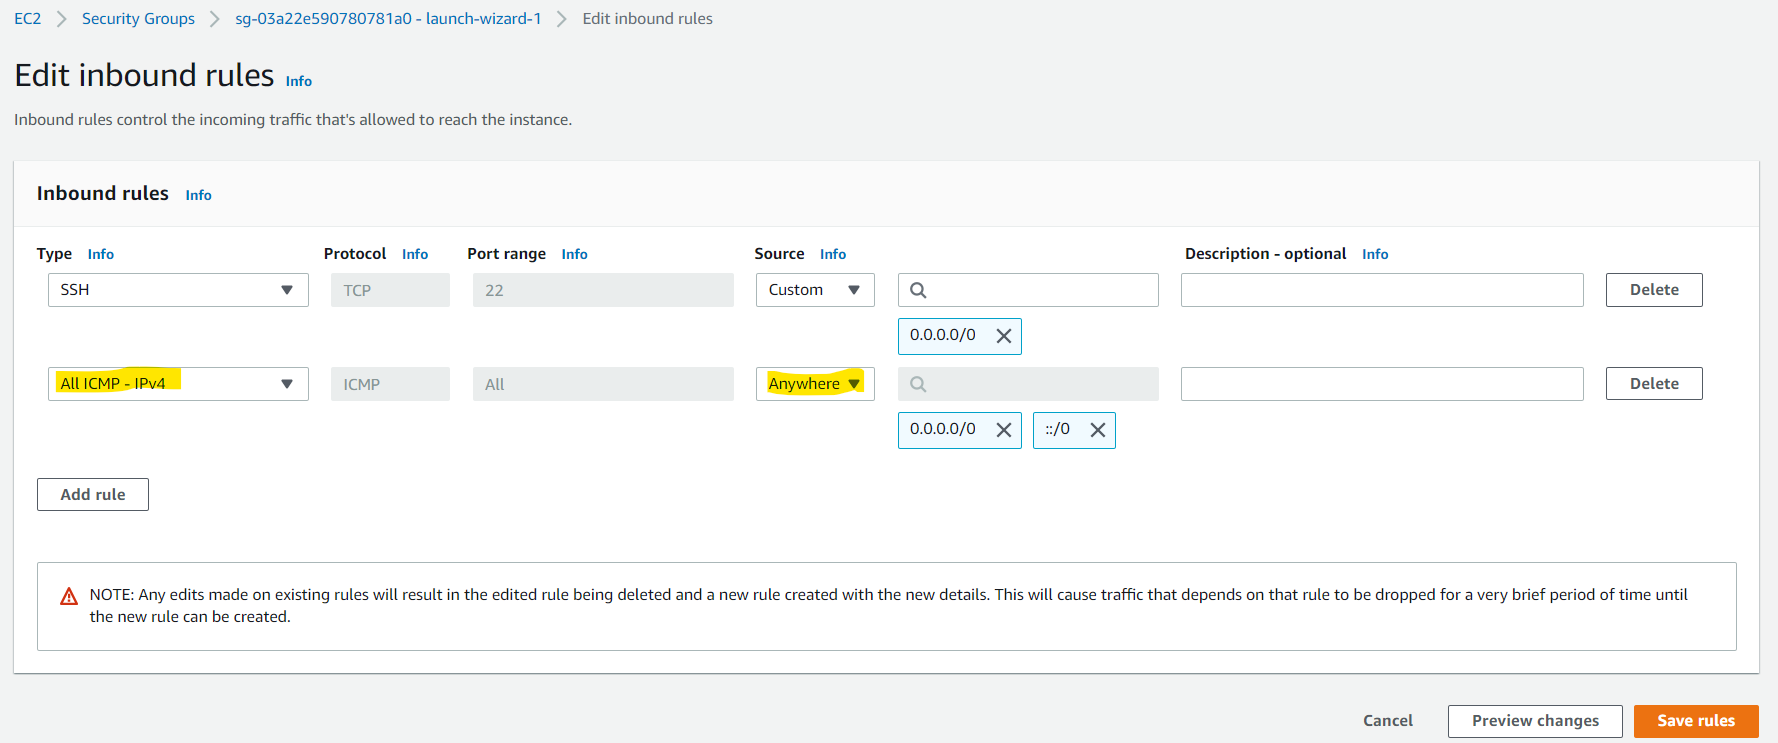 EC2 > Security Groups > sg-03a22e590780781a0 - launch-wizard-1 > Edit inbound rules
Edit inbound rules Info
Inbound rules control the incoming traffic that's allowed to reach the instance.
Inbound rules Info
Type Info Protocol Info Port range Info Source Info Description - optional Info
SSH TCP 22 Custom Delete
0.0.0.0/0
All ICMP - IPv4 ICMP All Anywhere Delete
0.0.0.0/0 ::/0
Add rule
NOTE: Any edits made on existing rules will result in the edited rule being deleted and a new rule created with the new details. This will cause traffic that depends on that rule to be dropped for a very brief period of time until
the new rule can be created.
Cancel Preview changes Save rules